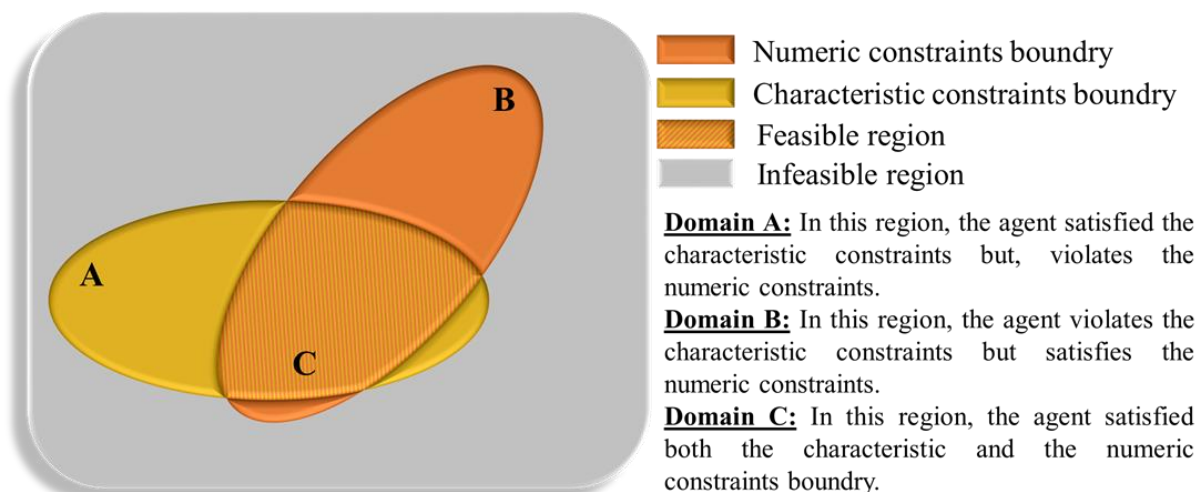 B
A
C
Numeric constraints boundry
Characteristic constraints boundry
Feasible region
Infeasible region
Domain A: In this region, the agent satisfied the
characteristic constraints but, violates the
numeric constraints.
Domain B: In this region, the agent violates the
characteristic constraints but satisfies the
numeric constraints.
Domain C: In this region, the agent satisfied
both the characteristic and the numeric
constraints boundry.